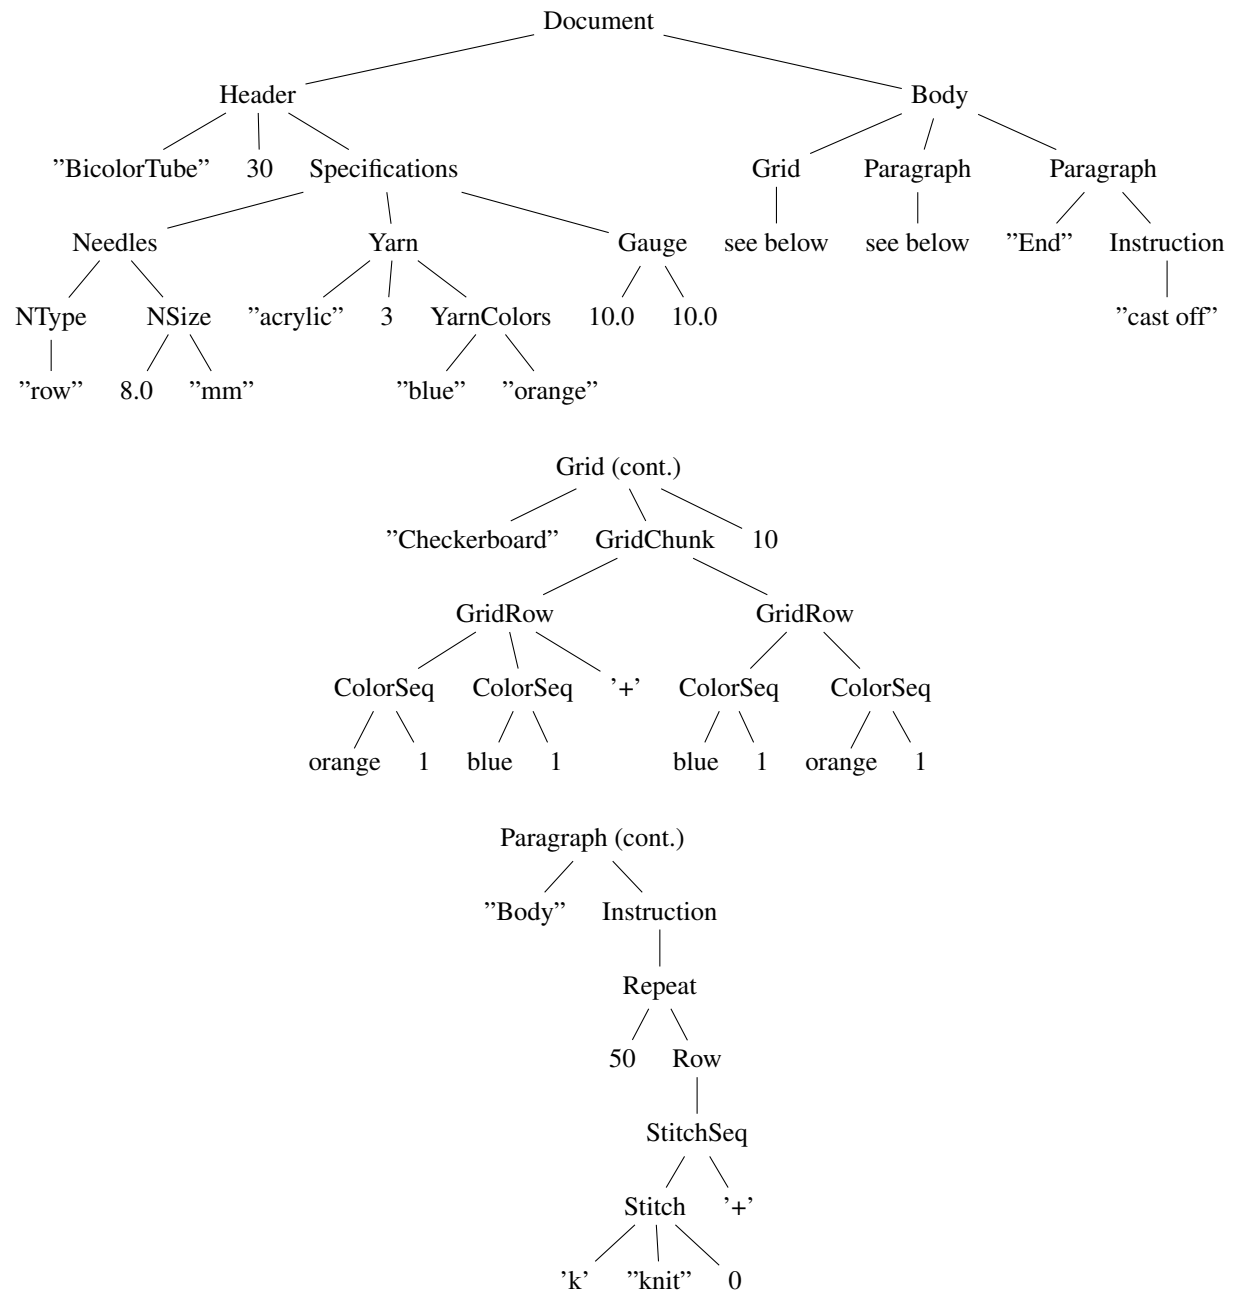 Document
Header Body
”BicolorTube” 30 Specifications Grid Paragraph Paragraph
Needles Yarn Gauge see below see below ”End” Instruction
NType NSize ”acrylic” 3 YarnColors 10.0 10.0 ”cast off”
”row” 8.0 ”mm” ”blue” ”orange”
Grid (cont.)
”Checkerboard” GridChunk 10
GridRow GridRow
ColorSeq ColorSeq ’+’ ColorSeq ColorSeq
orange 1 blue 1 blue 1 orange 1
Paragraph (cont.)
”Body” Instruction
Repeat
50 Row
StitchSeq
Stitch ’+’
’k’ ”knit” 0